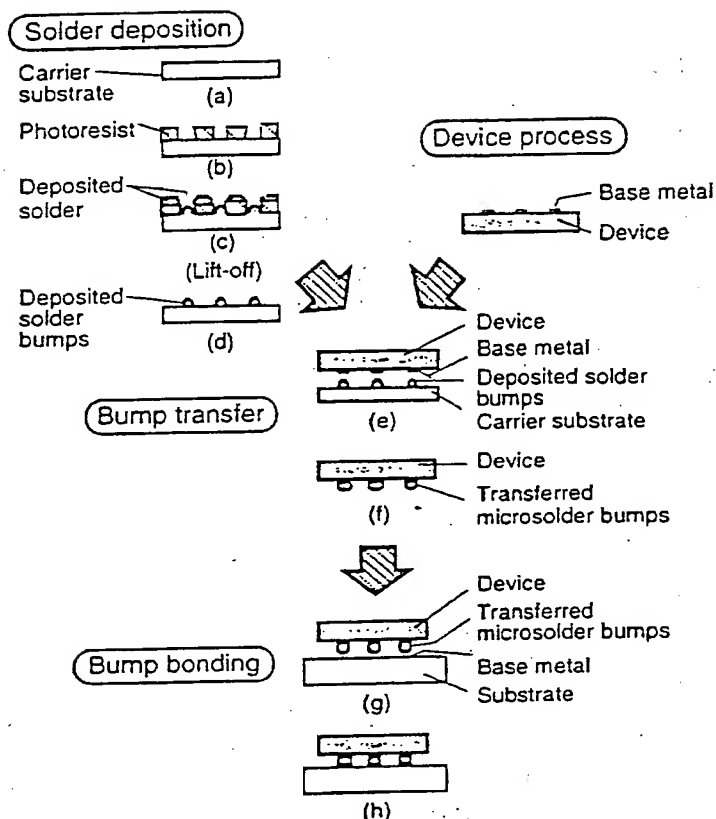 Solder deposition
Carrier
substrate
(a)
Photoresist
(b)
Deposited
solder
(c)
(Lift-off)
Deposited
solder
bumps
(d)
Device process
Base metal
Device
Bump transfer
Device
Base metal
Deposited solder
bumps
Carrier substrate
(e)
Device
Transferred
microsolder bumps
(f)
Bump bonding
Device
Transferred
microsolder bumps
Base metal
Substrate
(g)
(h)